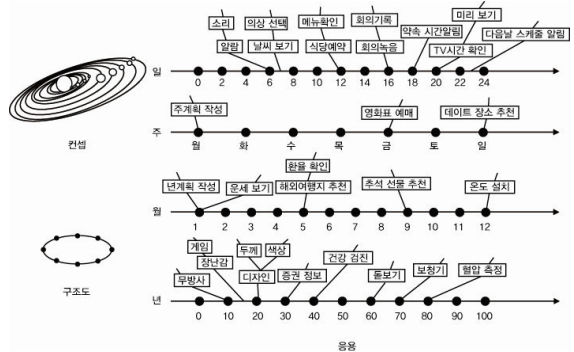 소리 의상 선택 메뉴확인 회의기록 미리 보기
알람 날씨 보기 식당예약 회의녹음 약속 시간알림 TV시간 확인 다음날 스케줄 알림
일 0 2 4 6 8 10 12 14 16 18 20 22 24
컨셉
주계획 작성 영화표 예매 데이트 장소 추천
주 월 화 수 목 금 토 일
환율 확인
년계획 작성 운세 보기 해외여행지 추천 추석 선물 추천 온도 설치
월 1 2 3 4 5 6 7 8 9 10 11 12
구조도
게임 두께 색상 건강 검진
장난감 디자인 증권 정보 돋보기 보청기 혈압 측정
무방사
년 0 10 20 30 40 50 60 70 80 90 100
응용